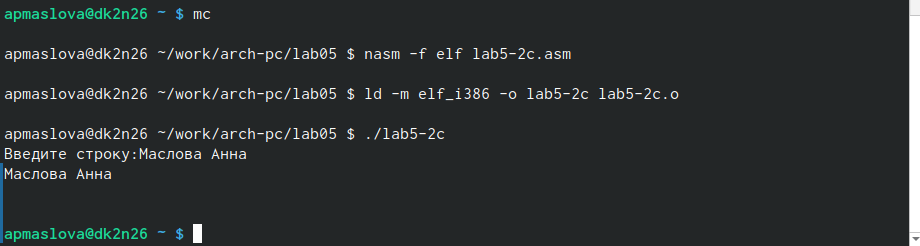 apmaslova@dk2n26 ~ $ mc
apmaslova@dk2n26 ~/work/arch-pc/lab05 $ nasm -f elf lab5-2c.asm
apmaslova@dk2n26 ~/work/arch-pc/lab05 $ ld -m elf_i386 -o lab5-2c lab5-2c.o
apmaslova@dk2n26 ~/work/arch-pc/lab05 $ ./lab5-2c
Введите строку:Маслова Анна
Маслова Анна
apmaslova@dk2n26 ~ $